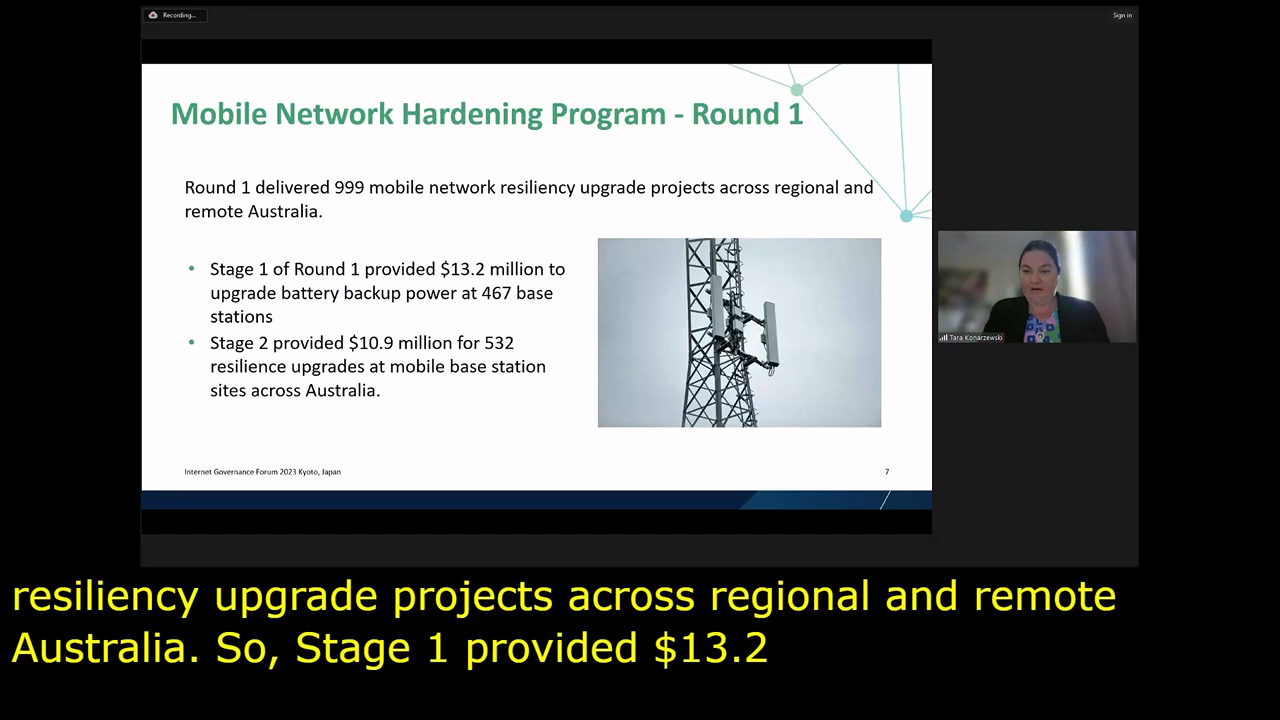 Recording...
Sign in
Mobile Network Hardening Program - Round 1
Round 1 delivered 999 mobile network resiliency upgrade projects across regional and
remote Australia.
• Stage 1 of Round 1 provided $13.2 million to
upgrade battery backup power at 467 base
stations
• Stage 2 provided $10.9 million for 532
resilience upgrades at mobile base station
sites across Australia.
Tara Konarzewski
Internet Governance Forum 2023 Kyoto, Japan
7
resiliency upgrade projects across regional and remote
Australia. So, Stage 1 provided $13.2